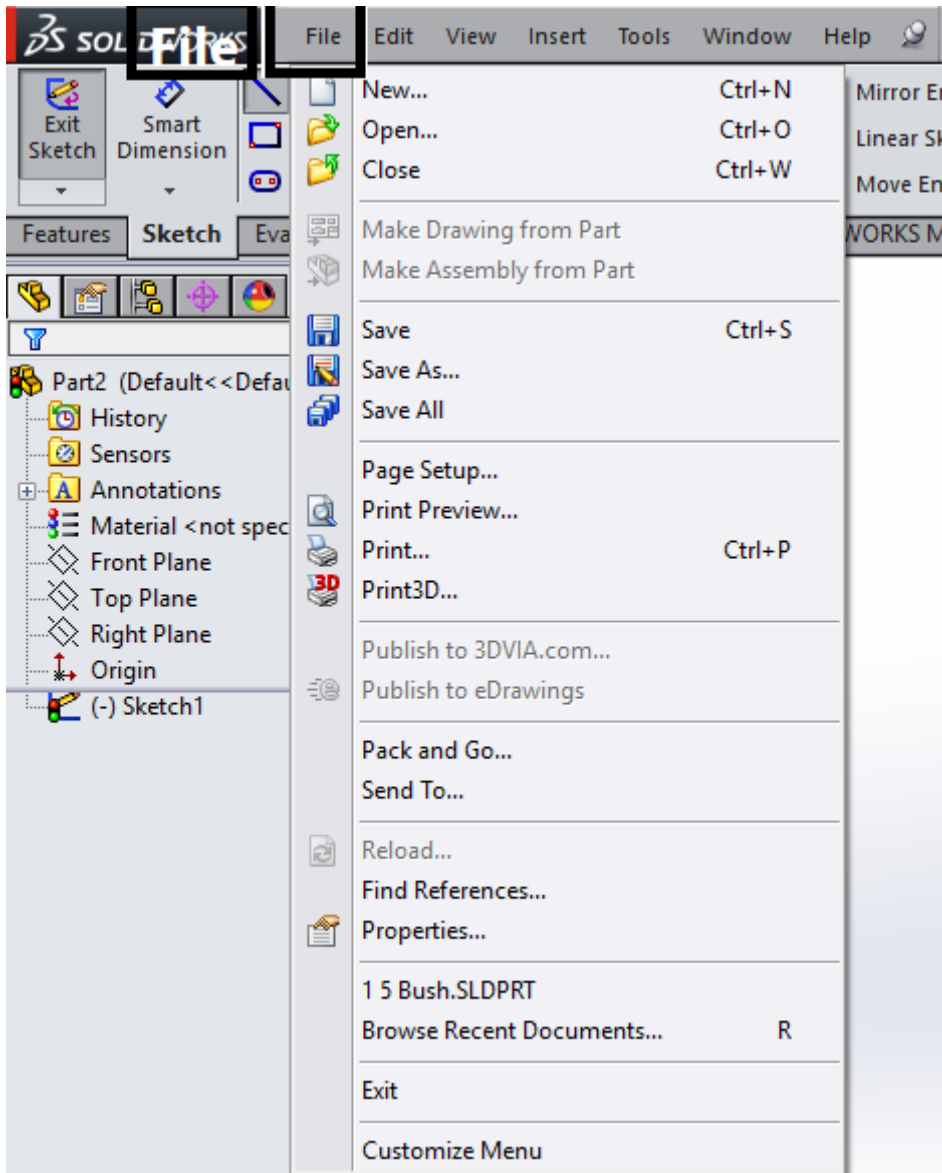 SOLIDWORKS File File Edit View Insert Tools Window Help
Exit Sketch
Smart Dimension
Features Sketch Eva
Part2 (Default<<Defau
History
Sensors
Annotations
Material <not spec
Front Plane
Top Plane
Right Plane
Origin
(-) Sketch1
New... Ctrl+N
Open... Ctrl+O
Close Ctrl+W
Make Drawing from Part
Make Assembly from Part
Save Ctrl+S
Save As...
Save All
Page Setup...
Print Preview...
Print... Ctrl+P
3D Print3D...
Publish to 3DVIA.com...
Publish to eDrawings
Pack and Go...
Send To...
Reload...
Find References...
Properties...
1 5 Bush.SLDPRT
Browse Recent Documents... R
Exit
Customize Menu
Mirror En
Linear Sk
Move En
WORKS M